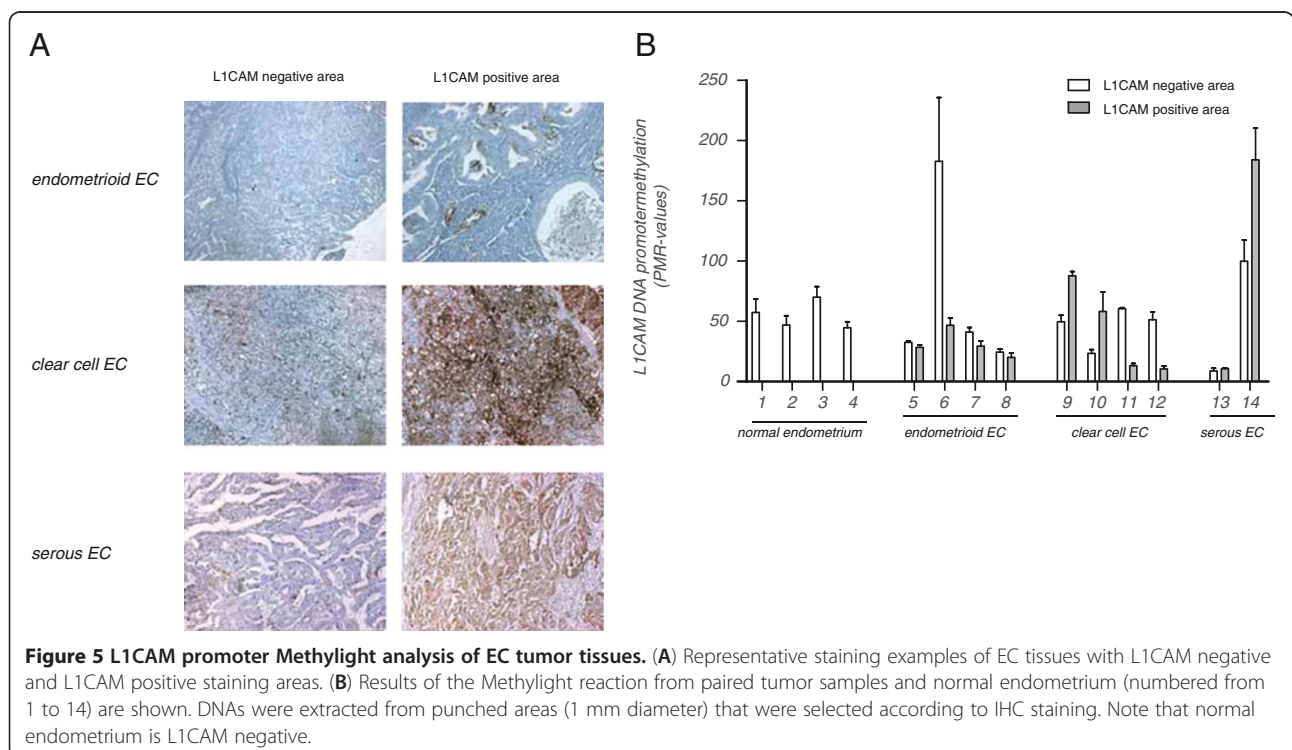 A
L1CAM negative area
L1CAM positive area
endometrioid EC
clear cell EC
serous EC
B
L1CAM DNA promotermethylation
(PMR-values)
250
200
150
100
50
0
L1CAM negative area
L1CAM positive area
1 2 3 4 5 6 7 8 9 10 11 12 13 14
normal endometrium endometrioid EC clear cell EC serous EC
Figure 5 L1CAM promoter Methylight analysis of EC tumor tissues. (A) Representative staining examples of EC tissues with L1CAM negative
and L1CAM positive staining areas. (B) Results of the Methylight reaction from paired tumor samples and normal endometrium (numbered from
1 to 14) are shown. DNAs were extracted from punched areas (1 mm diameter) that were selected according to IHC staining. Note that normal
endometrium is L1CAM negative.